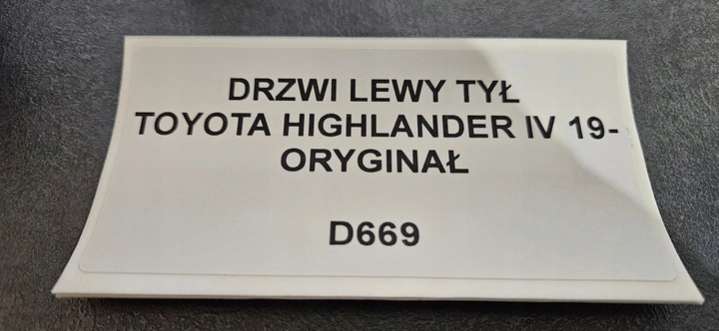 DRZWI LEWY TYŁ
TOYOTA HIGHLANDER IV 19-
ORYGINAŁ
D669